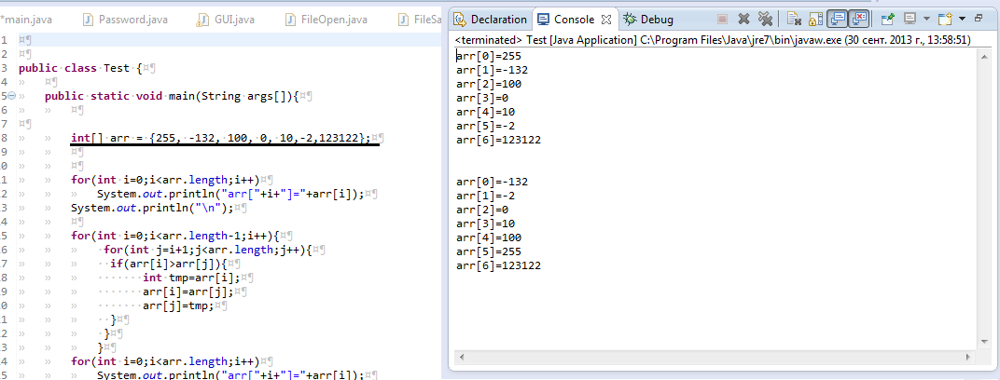 *main.java Password.java GUI.java FileOpen.java FileSa
1
2
3 public class Test {
4
5 public static void main(String args[]){
6
7
8 int[] arr = {255, -132, 100, 0, 10,-2,123122};
9
0
1 for(int i=0;i<arr.length;i++)
2 System.out.println("arr["+i+"]="+arr[i]);
3 System.out.println("\n");
4
5 for(int i=0;i<arr.length-1;i++){
6 for(int j=i+1;j<arr.length;j++){
7 if(arr[i]>arr[j]){
8 int tmp=arr[i];
9 arr[i]=arr[j];
0 arr[j]=tmp;
1 }
2 }
3 }
4 for(int i=0;i<arr.length;i++)
5 System.out.println("arr["+i+"]="+arr[i]);
Declaration Console Debug
<terminated> Test [Java Application] C:\Program Files\Java\jre7\bin\javaw.exe (30 сент. 2013 г., 13:58:51)
arr[0]=255
arr[1]=-132
arr[2]=100
arr[3]=0
arr[4]=10
arr[5]=-2
arr[6]=123122
arr[0]=-132
arr[1]=-2
arr[2]=0
arr[3]=10
arr[4]=100
arr[5]=255
arr[6]=123122